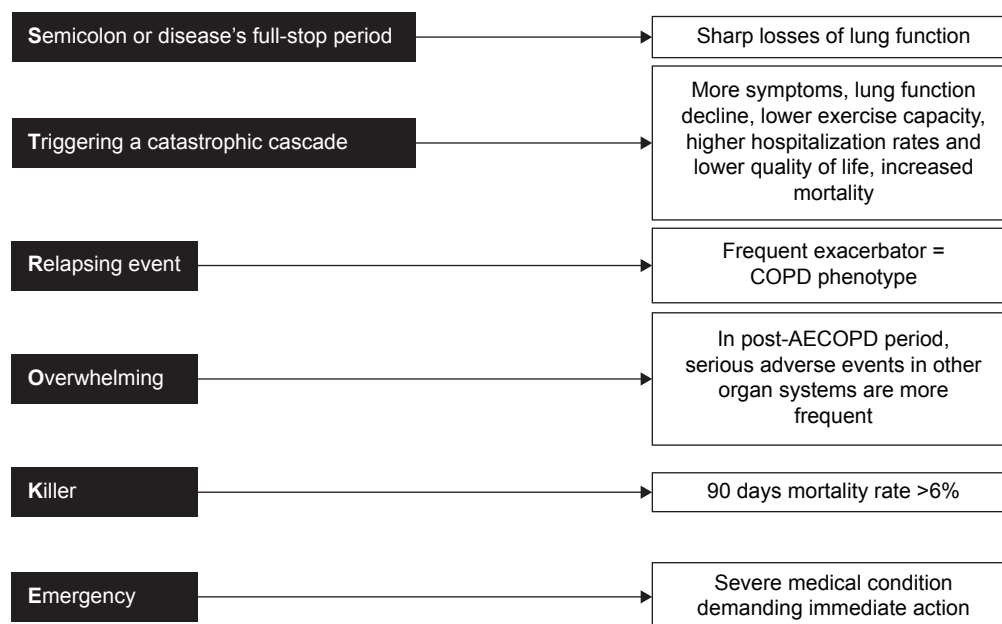 Semicolon or disease's full-stop period
Sharp losses of lung function
Triggering a catastrophic cascade
More symptoms, lung function
decline, lower exercise capacity,
higher hospitalization rates and
lower quality of life, increased
mortality
Relapsing event
Frequent exacerbator =
COPD phenotype
Overwhelming
In post-AECOPD period,
serious adverse events in other
organ systems are more
frequent
Killer
90 days mortality rate >6%
Emergency
Severe medical condition
demanding immediate action